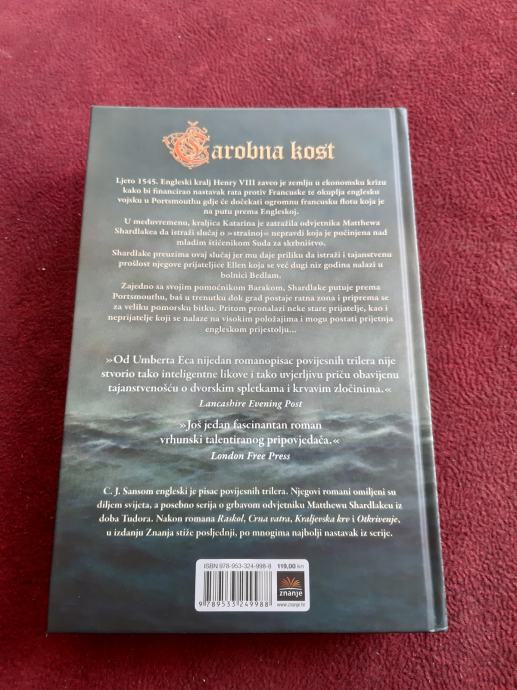 Čarobna kost
Ljeto 1545. Engleski kralj Henry VIII zaveo je zemlju u ekonomsku krizu
kako bi financirao nastavak rata protiv Francuske te okuplja englesku
vojsku u Portsmouthu gdje će dočekati ogromnu francusku flotu koja je
na putu prema Engleskoj.
U međuvremenu, kraljica Katarina je zatražila odvjetnika Matthewa
Shardlakea da istraži slučaj o »strašnoj« nepravdi koja je počinjena nad
mladim štićenikom Suda za skrbništvo.
Shardlake preuzima ovaj slučaj jer mu daje priliku da istraži i tajanstvenu
prošlost njegove prijateljice Ellen koja se već dugi niz godina nalazi u
bolnici Bedlam.
Zajedno sa svojim pomoćnikom Barakom, Shardlake putuje prema
Portsmouthu, baš u trenutku dok grad postaje ratna zona i priprema se
za veliku pomorsku bitku. Pritom pronalazi neke stare prijatelje, kao i
neprijatelje koji se nalaze na visokim položajima i mogu postati prijetnja
engleskom prijestolju...
»Od Umberta Eca nijedan romanopisac povijesnih trilera nije
stvorio tako inteligentne likove i tako uvjerljivu priču obavijenu
tajanstvenošću o dvorskim spletkama i krvavim zločinima.«
Lancashire Evening Post
»Još jedan fascinantan roman
vrhunski talentiranog pripovjedača.«
London Free Press
C. J. Sansom engleski je pisac povijesnih trilera. Njegovi romani omiljeni su
diljem svijeta, a posebno serija o grbavom odvjetniku Matthewu Shardlakeu iz
doba Tudora. Nakon romana Raskol, Crna vatra, Kraljevska krv i Otkrivenje,
u izdanju Znanja stiže posljednji, po mnogima najbolji nastavak iz serije.
ISBN 978-953-324-998-8
119,00 kn
9 789533 249988
znanje
www.znanje.hr